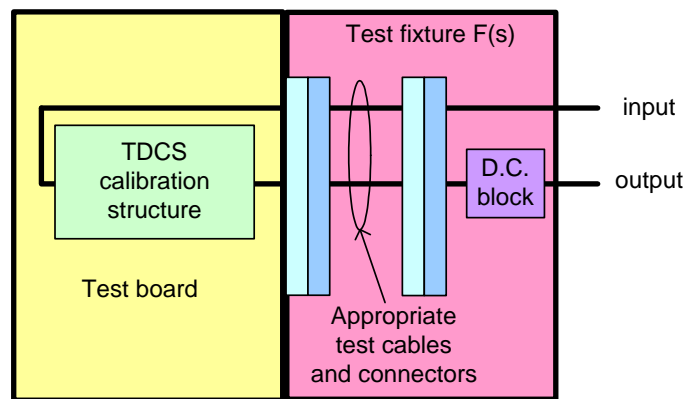 Test fixture F(s)
input
TDCS
calibration
structure
D.C.
block
output
Test board
Appropriate
test cables
and connectors